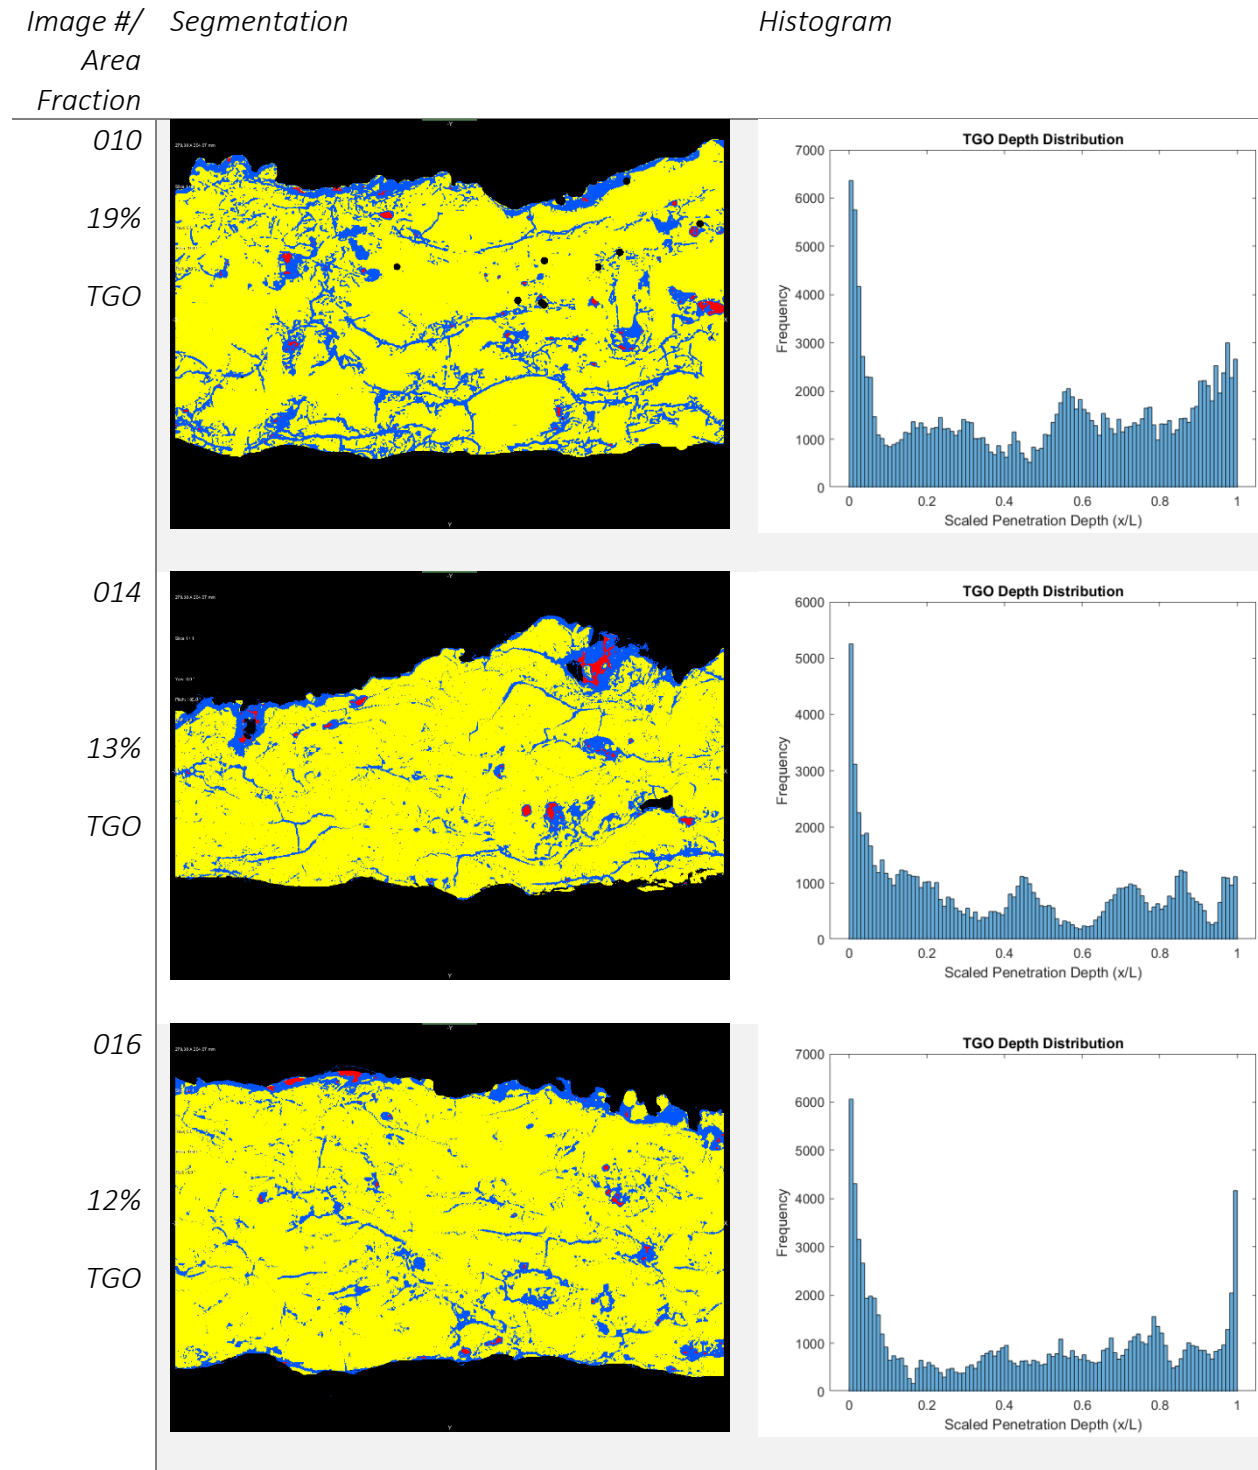 Image #/ Segmentation Histogram
Area
Fraction
010
19%
TGO
-Y
X
Y
TGO Depth Distribution
7000
6000
5000
4000
3000
2000
1000
0
Frequency
0 0.2 0.4 0.6 0.8 1
Scaled Penetration Depth (x/L)
014
13%
TGO
-Y
X
Y
TGO Depth Distribution
6000
5000
4000
3000
2000
1000
0
Frequency
0 0.2 0.4 0.6 0.8 1
Scaled Penetration Depth (x/L)
016
12%
TGO
-Y
X
Y
TGO Depth Distribution
7000
6000
5000
4000
3000
2000
1000
0
Frequency
0 0.2 0.4 0.6 0.8 1
Scaled Penetration Depth (x/L)